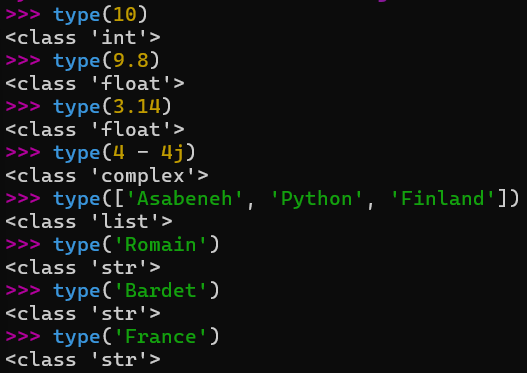 >>> type(10)
<class 'int'>
>>> type(9.8)
<class 'float'>
>>> type(3.14)
<class 'float'>
>>> type(4 - 4j)
<class 'complex'>
>>> type(['Asabeneh', 'Python', 'Finland'])
<class 'list'>
>>> type('Romain')
<class 'str'>
>>> type('Bardet')
<class 'str'>
>>> type('France')
<class 'str'>